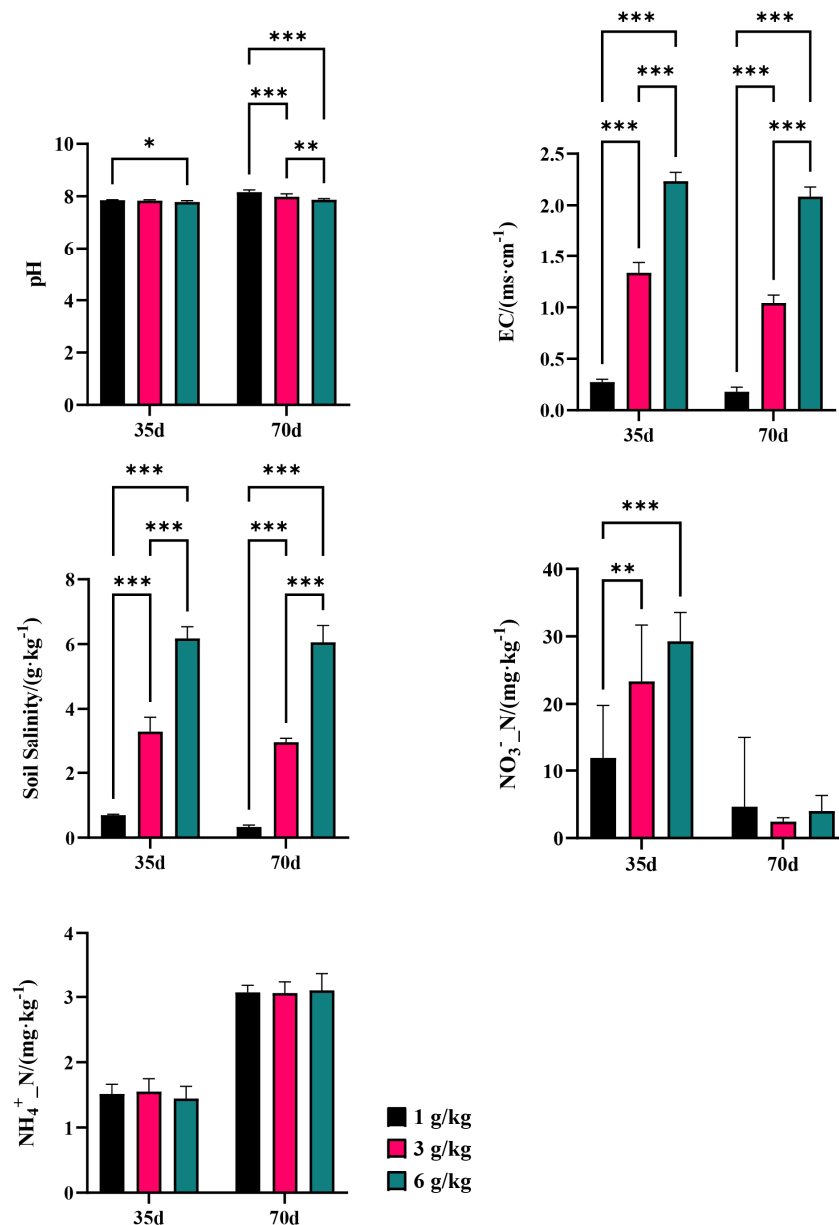 ***
***
*
**
10
8
6
4
2
0
pH
35d
70d
***
***
***
***
***
***
2.5
2.0
1.5
1.0
0.5
0.0
EC/(ms·cm⁻¹)
35d
70d
***
***
***
***
***
***
8
6
4
2
0
Soil Salinity/(g·kg⁻¹)
35d
70d
***
**
40
30
20
10
0
NO₃⁻_N/(mg·kg⁻¹)
35d
70d
4
3
2
1
0
NH₄⁺_N/(mg·kg⁻¹)
35d
70d
1 g/kg
3 g/kg
6 g/kg